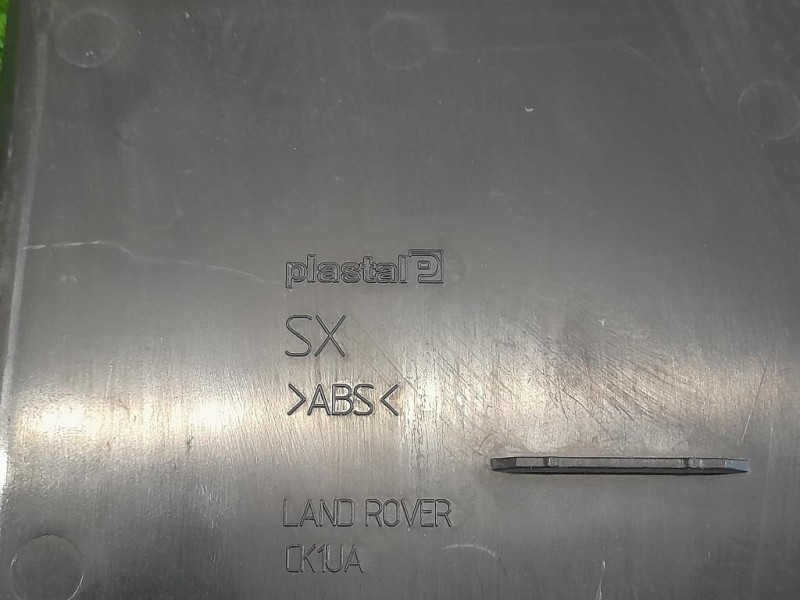 plastal P
SX
>ABS<
LAND ROVER
CK1UA